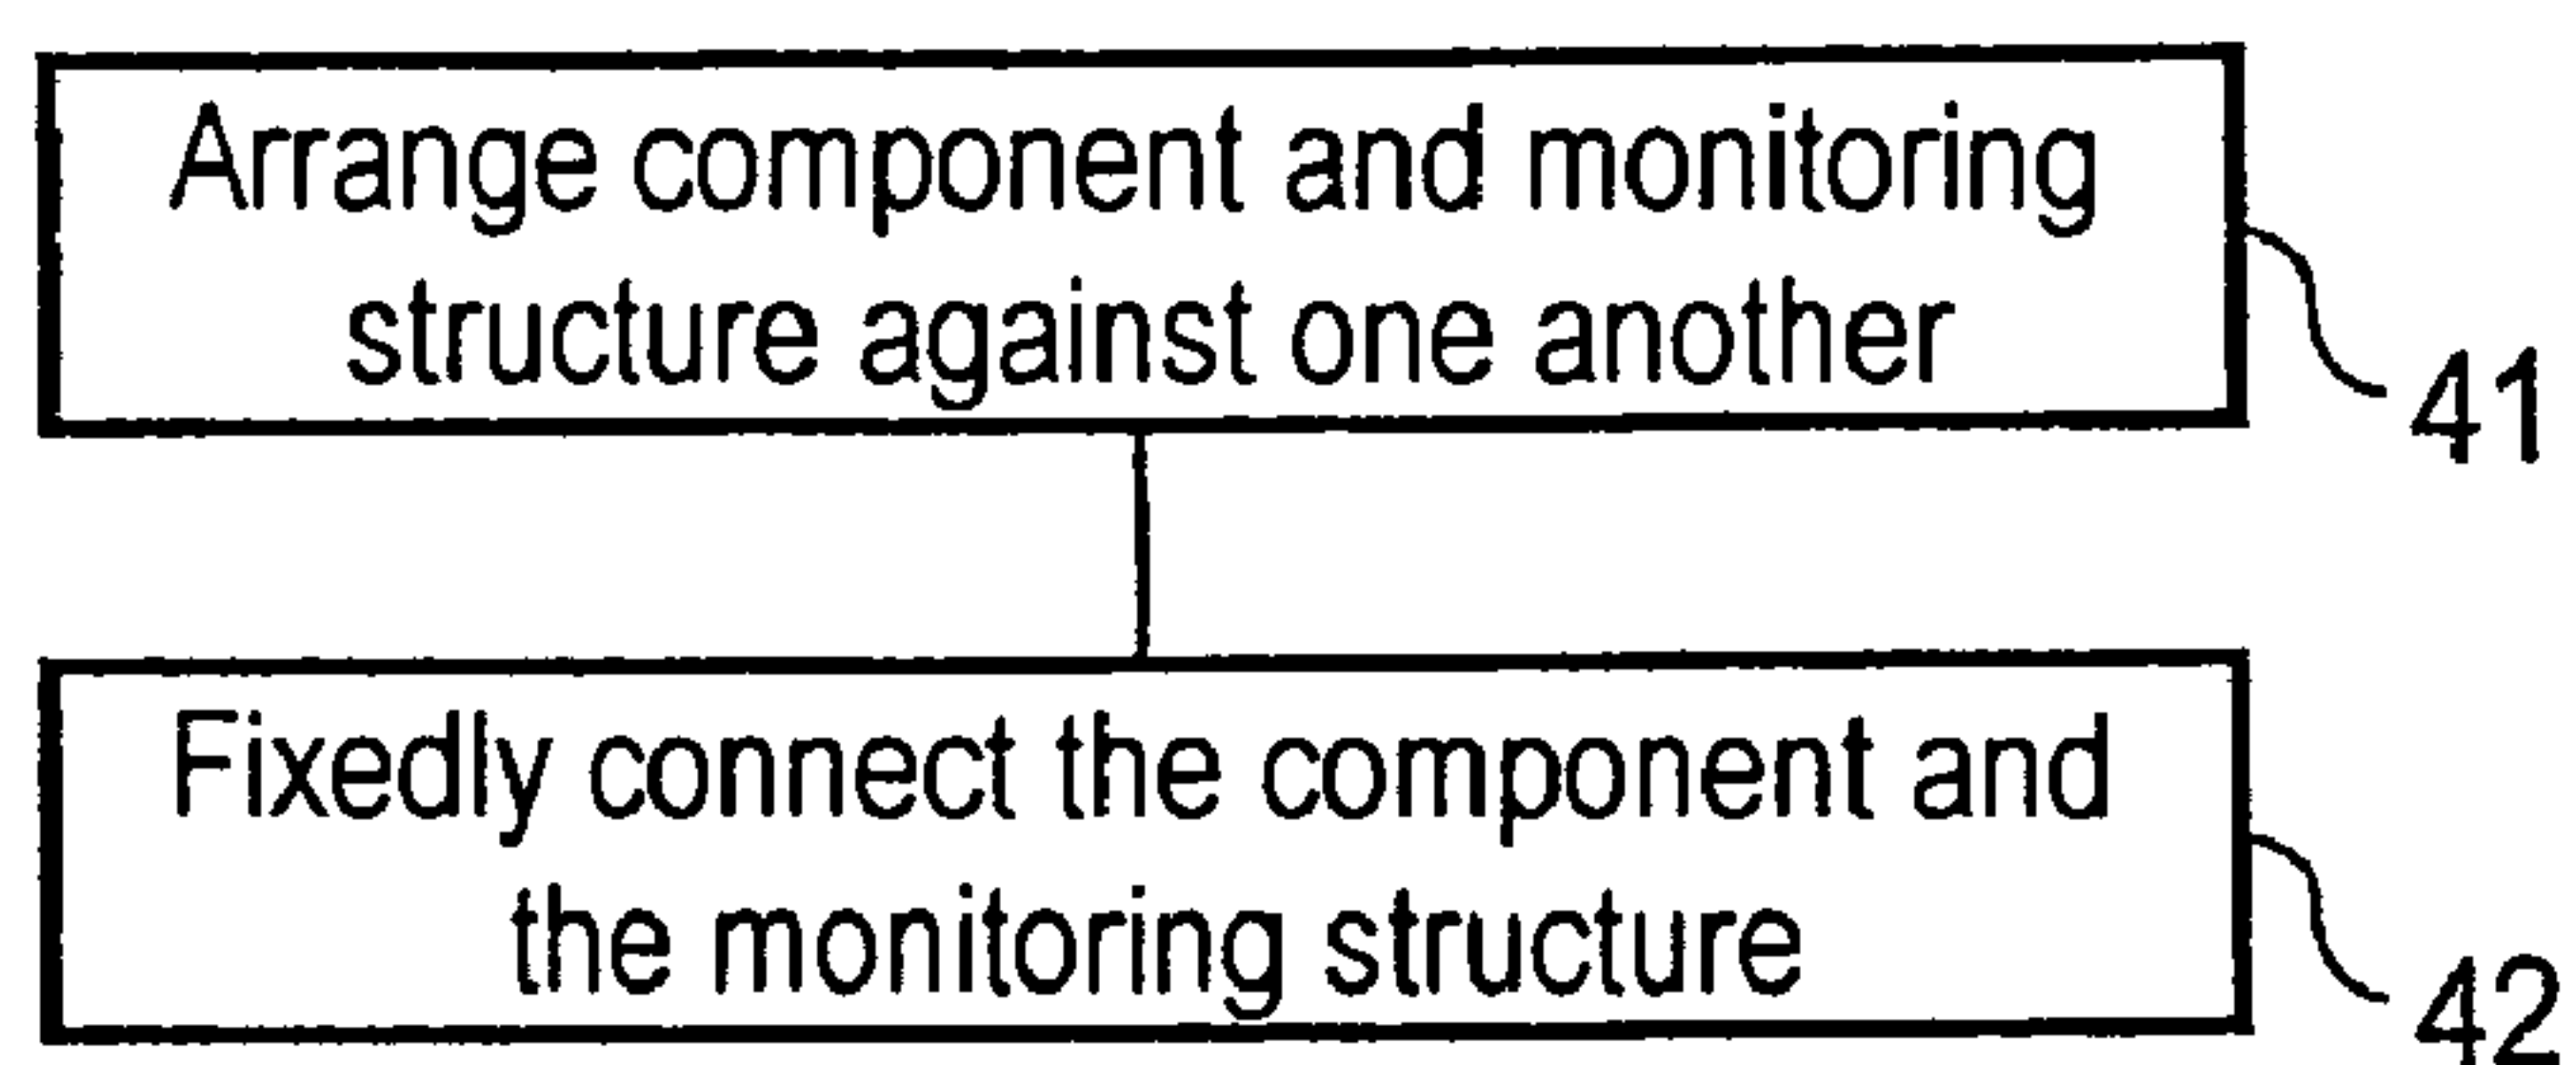 Arrange component and monitoring
structure against one another
41
Fixedly connect the component and
the monitoring structure
42